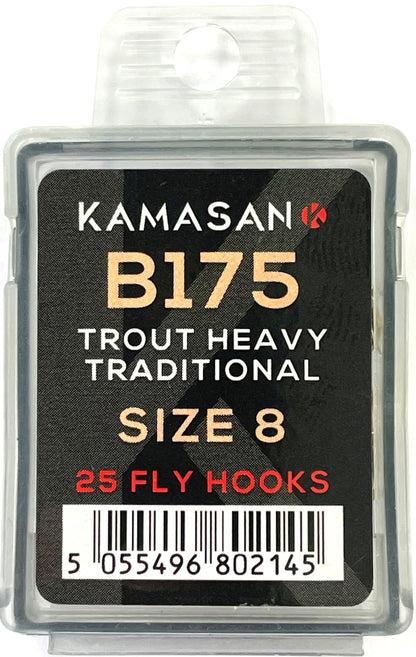 KAMASAN K
B175
TROUT HEAVY
TRADITIONAL
SIZE 8
25 FLY HOOKS
5 055496 802145